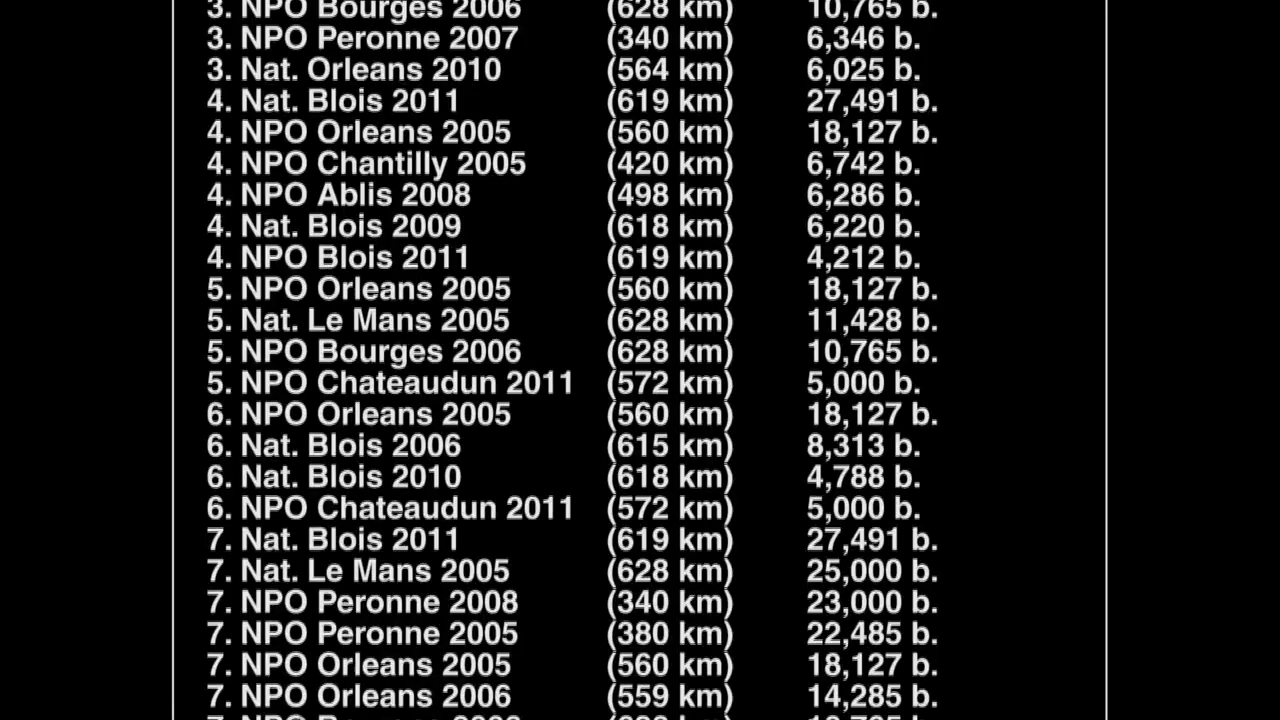 3. NPO Bourges 2006 (628 km) 10,765 b.
3. NPO Peronne 2007 (340 km) 6,346 b.
3. Nat. Orleans 2010 (564 km) 6,025 b.
4. Nat. Blois 2011 (619 km) 27,491 b.
4. NPO Orleans 2005 (560 km) 18,127 b.
4. NPO Chantilly 2005 (420 km) 6,742 b.
4. NPO Ablis 2008 (498 km) 6,286 b.
4. Nat. Blois 2009 (618 km) 6,220 b.
4. NPO Blois 2011 (619 km) 4,212 b.
5. NPO Orleans 2005 (560 km) 18,127 b.
5. Nat. Le Mans 2005 (628 km) 11,428 b.
5. NPO Bourges 2006 (628 km) 10,765 b.
5. NPO Chateaudun 2011 (572 km) 5,000 b.
6. NPO Orleans 2005 (560 km) 18,127 b.
6. Nat. Blois 2006 (615 km) 8,313 b.
6. Nat. Blois 2010 (618 km) 4,788 b.
6. NPO Chateaudun 2011 (572 km) 5,000 b.
7. Nat. Blois 2011 (619 km) 27,491 b.
7. Nat. Le Mans 2005 (628 km) 25,000 b.
7. NPO Peronne 2008 (340 km) 23,000 b.
7. NPO Peronne 2005 (380 km) 22,485 b.
7. NPO Orleans 2005 (560 km) 18,127 b.
7. NPO Orleans 2006 (559 km) 14,285 b.